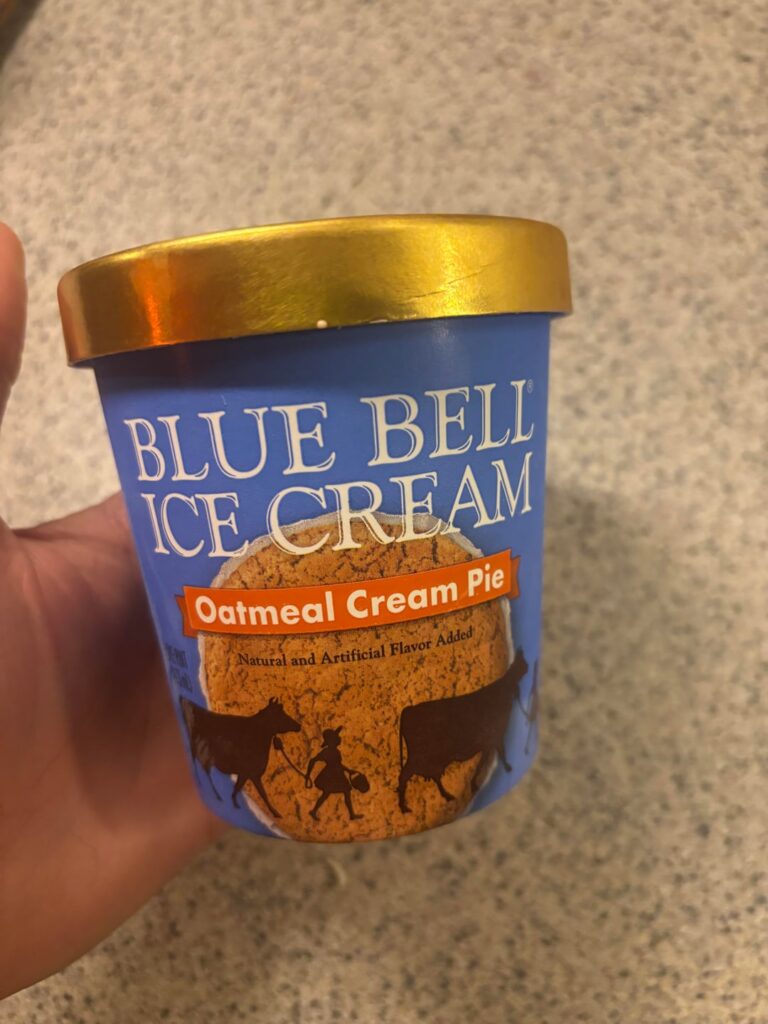 BLUE BELL®
ICE CREAM
Oatmeal Cream Pie
Natural and Artificial Flavor Added